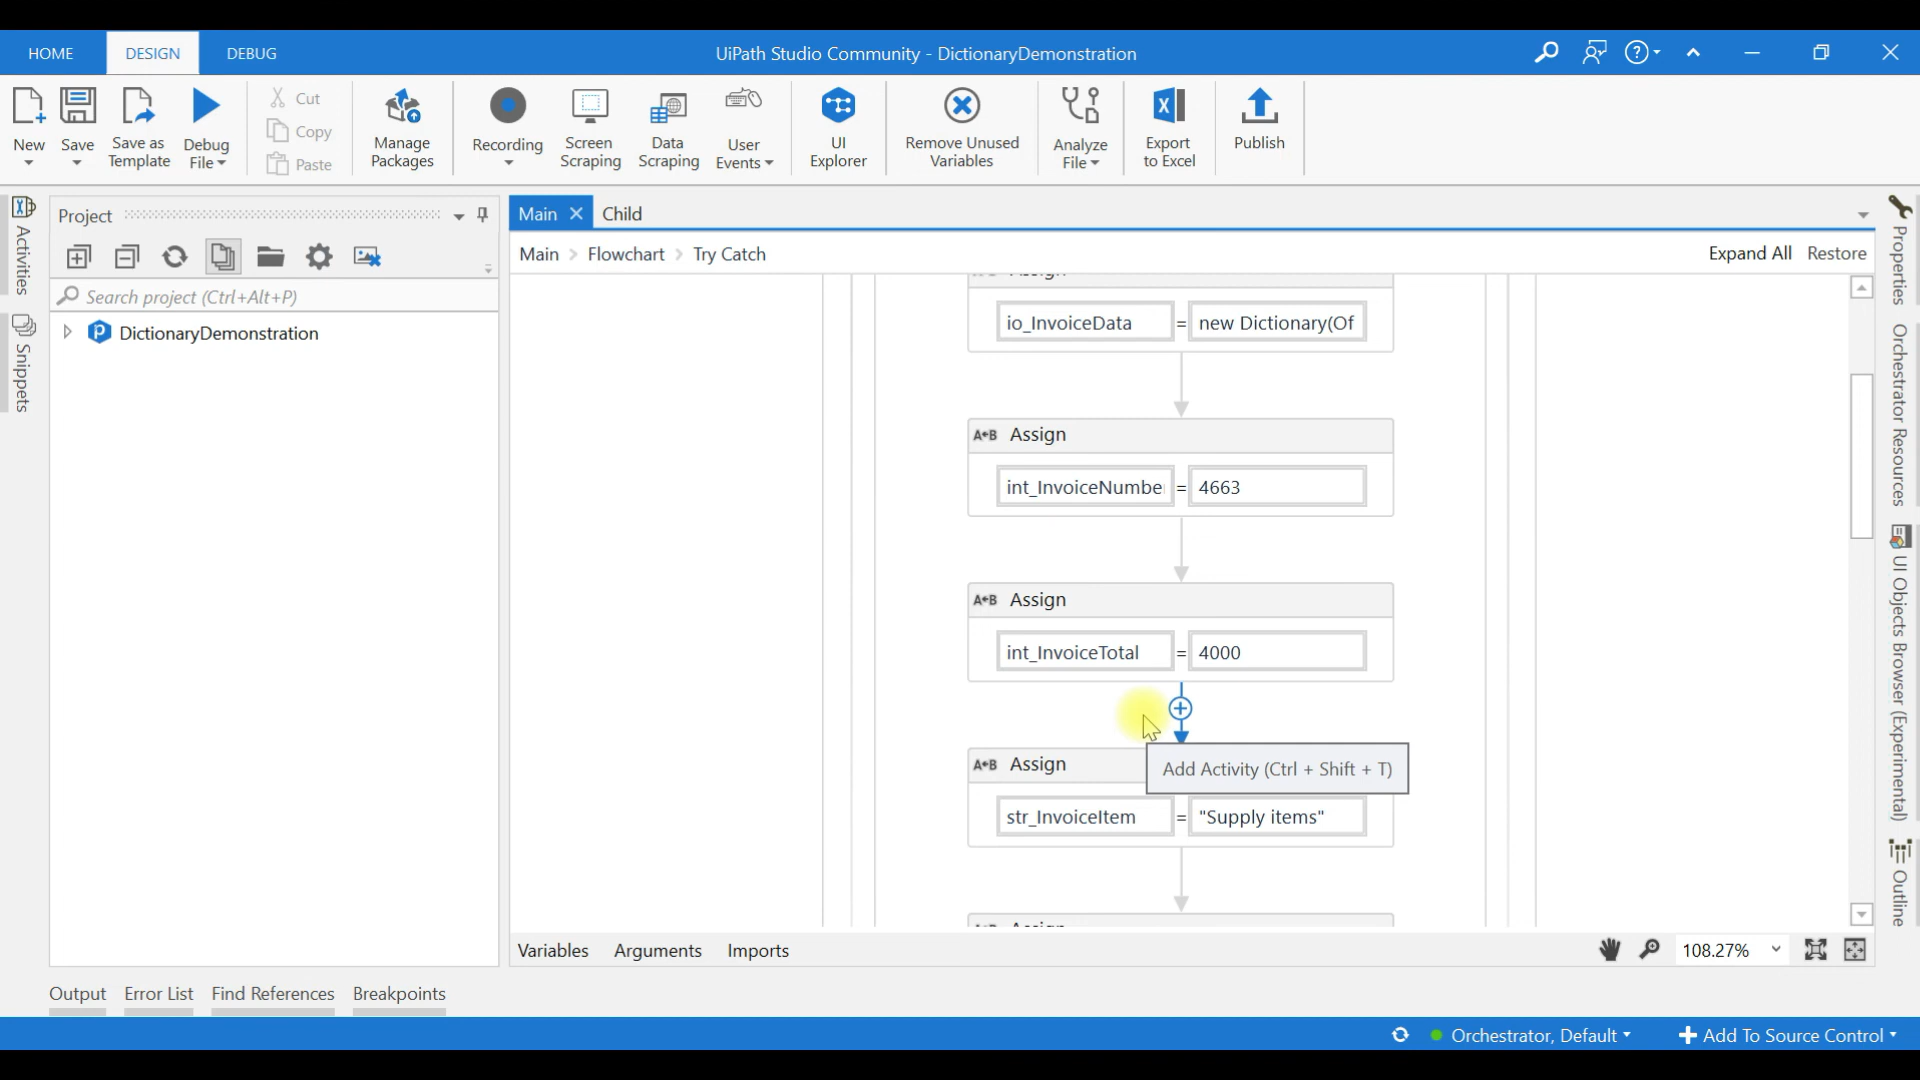 HOME DESIGN DEBUG UiPath Studio Community - DictionaryDemonstration
New Save Save as Template Debug File Cut Copy Paste Manage Packages Recording Screen Scraping Data Scraping User Events UI Explorer Remove Unused Variables Analyze File Export to Excel Publish
Activities
Snippets
Project
Search project (Ctrl+Alt+P)
DictionaryDemonstration
Main Child
Main Flowchart Try Catch Expand All Restore
io_InvoiceData = new Dictionary(Of
A←B Assign
int_InvoiceNumber = 4663
A←B Assign
int_InvoiceTotal = 4000
Add Activity (Ctrl + Shift + T)
A←B Assign
str_InvoiceItem = "Supply items"
Variables Arguments Imports 108.27%
Properties
Orchestrator Resources
UI Objects Browser (Experimental)
Outline
Output Error List Find References Breakpoints
Orchestrator, Default Add To Source Control